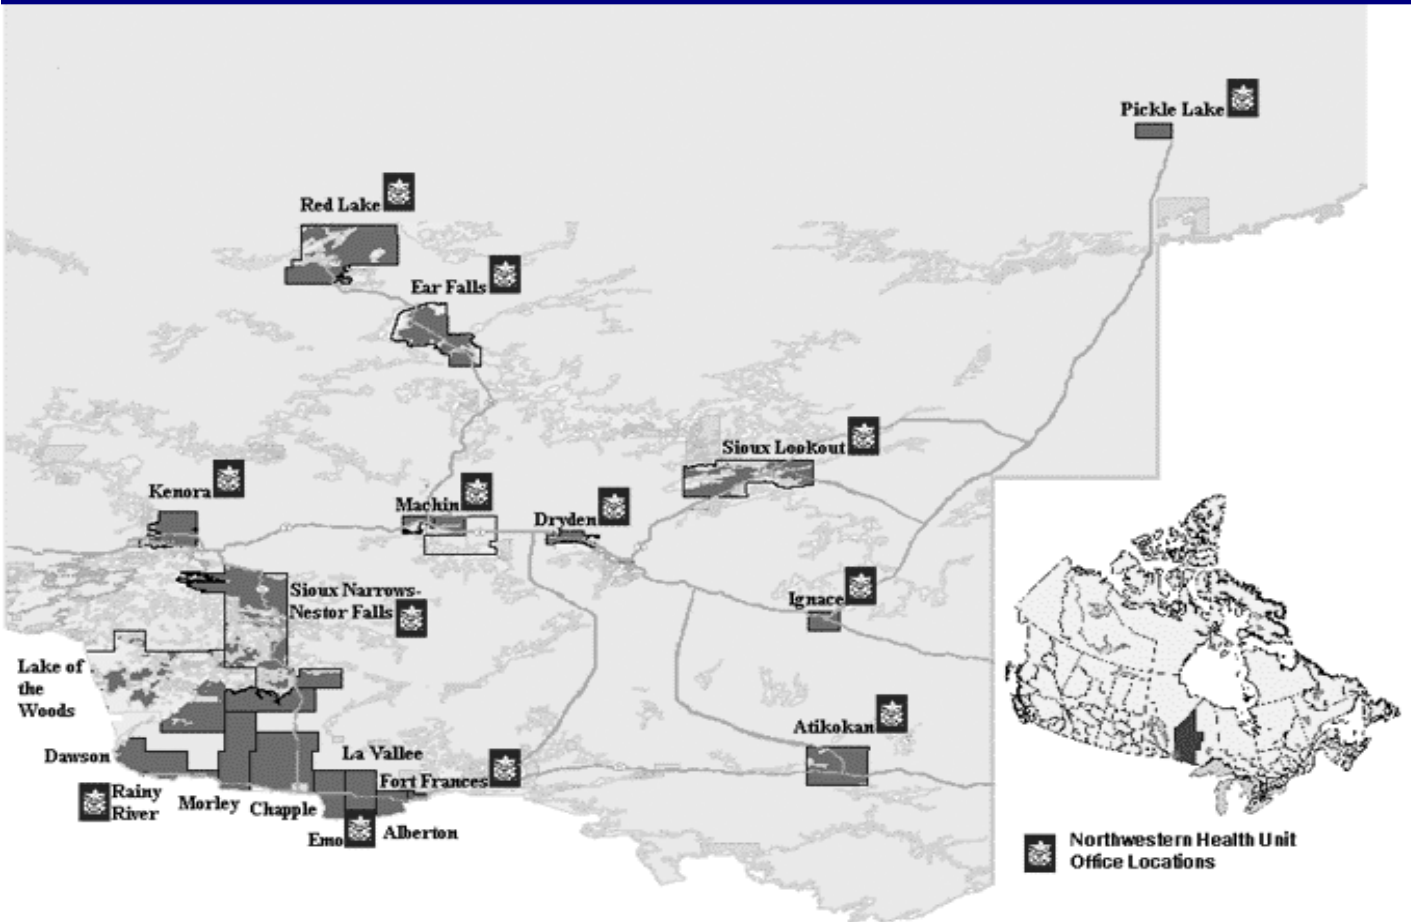 Pickle Lake
Red Lake
Ear Falls
Sioux Lookout
Kenora
Machin
Dryden
Sioux Narrows-
Nestor Falls
Ignace
Lake of
the
Woods
Atikokan
Dawson
La Vallee
Fort Frances
Rainy
River
Morley
Chapple
Emo
Alberton
Northwestern Health Unit
Office Locations